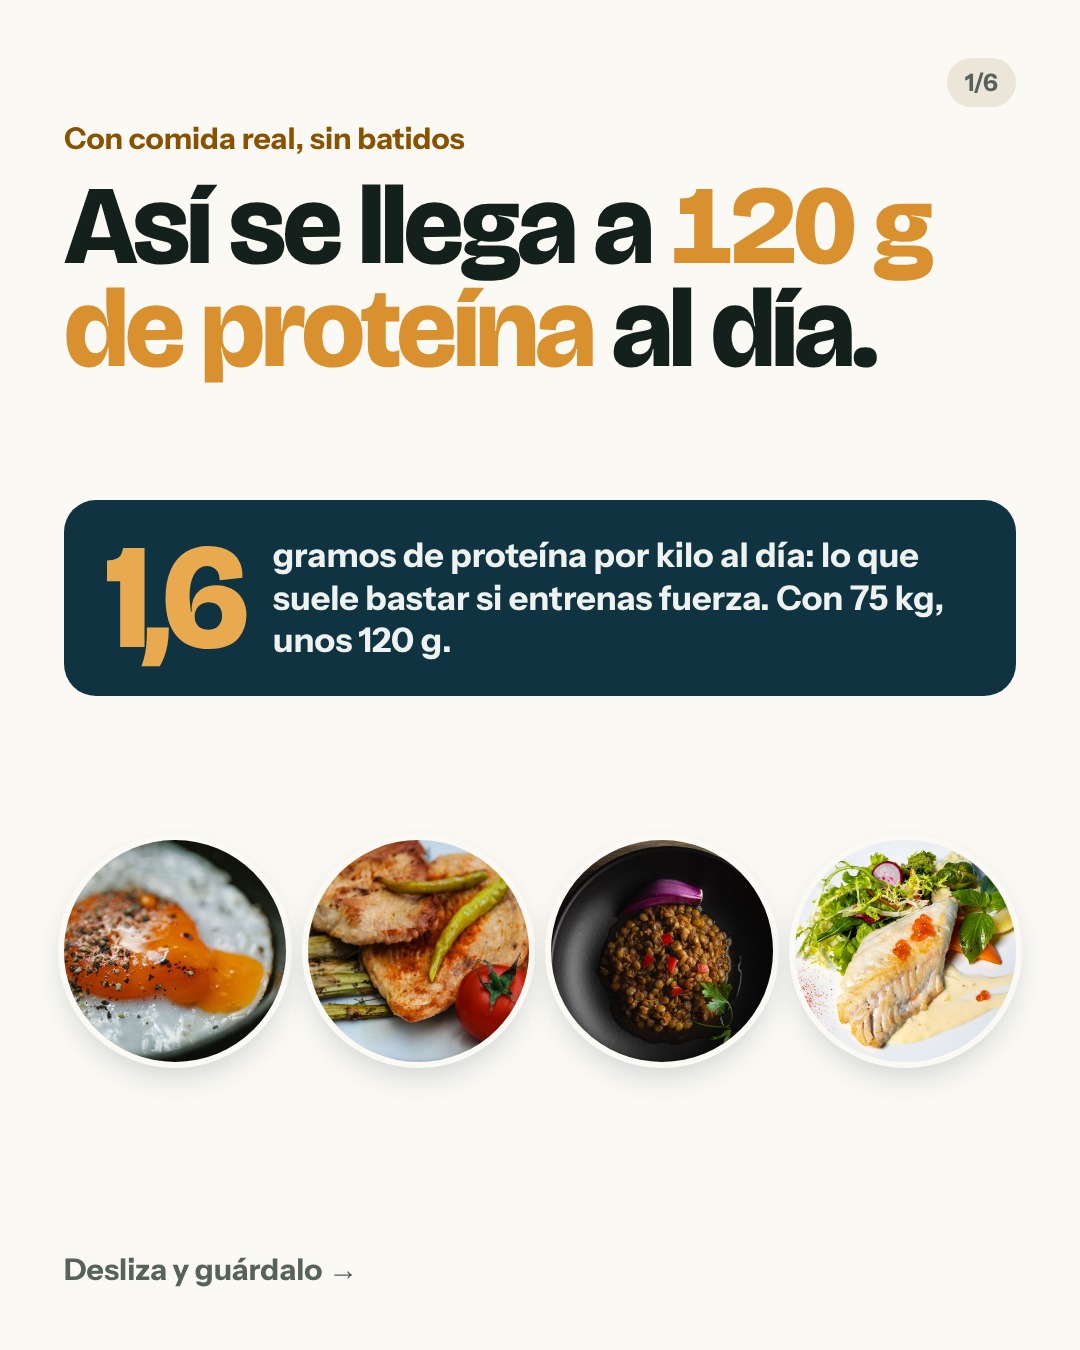 1/6
Con comida real, sin batidos
Así se llega a 120 g
de proteína al día.
1,6
gramos de proteína por kilo al día: lo que
suele bastar si entrenas fuerza. Con 75 kg,
unos 120 g.
Desliza y guárdalo →